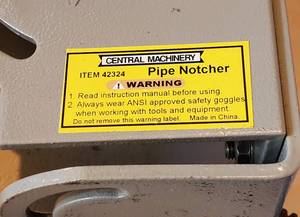 CENTRAL MACHINERY
ITEM 42324 Pipe Notcher
WARNING
1. Read instruction manual before using.
2. Always wear ANSI approved safety goggles
when working with tools and equipment.
Do not remove this warning label. Made in China.